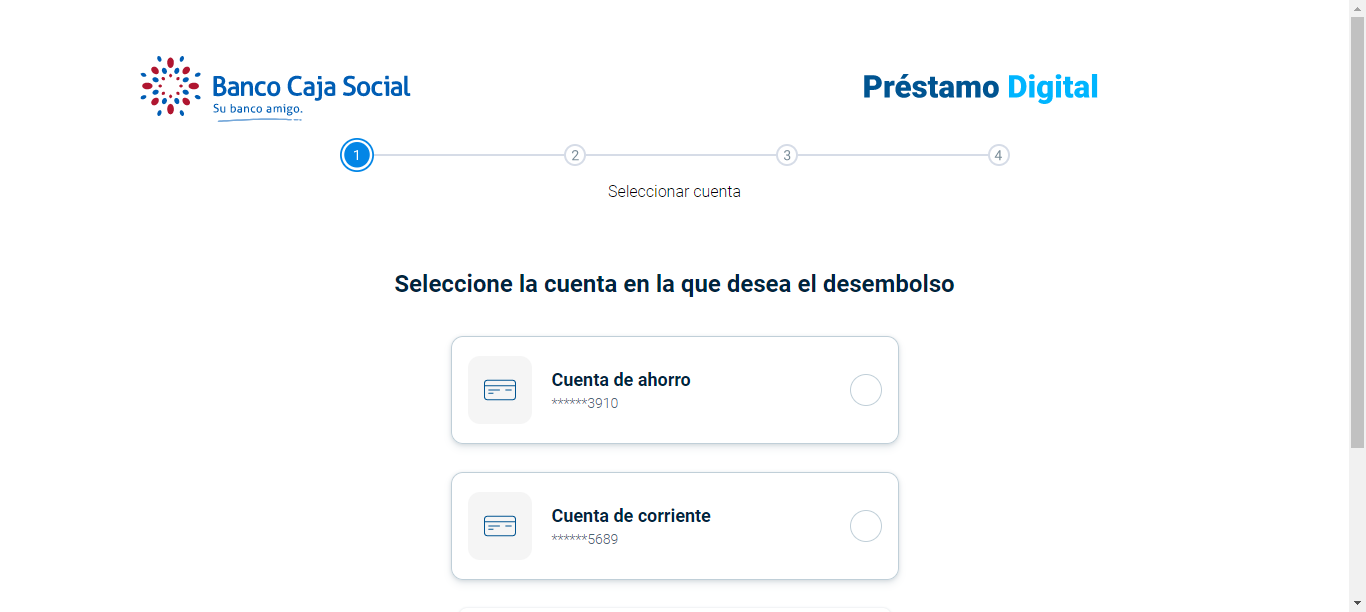 Banco Caja Social
Su banco amigo.
Préstamo Digital
1 2 3 4
Seleccionar cuenta
Seleccione la cuenta en la que desea el desembolso
Cuenta de ahorro
******3910
Cuenta de corriente
******5689